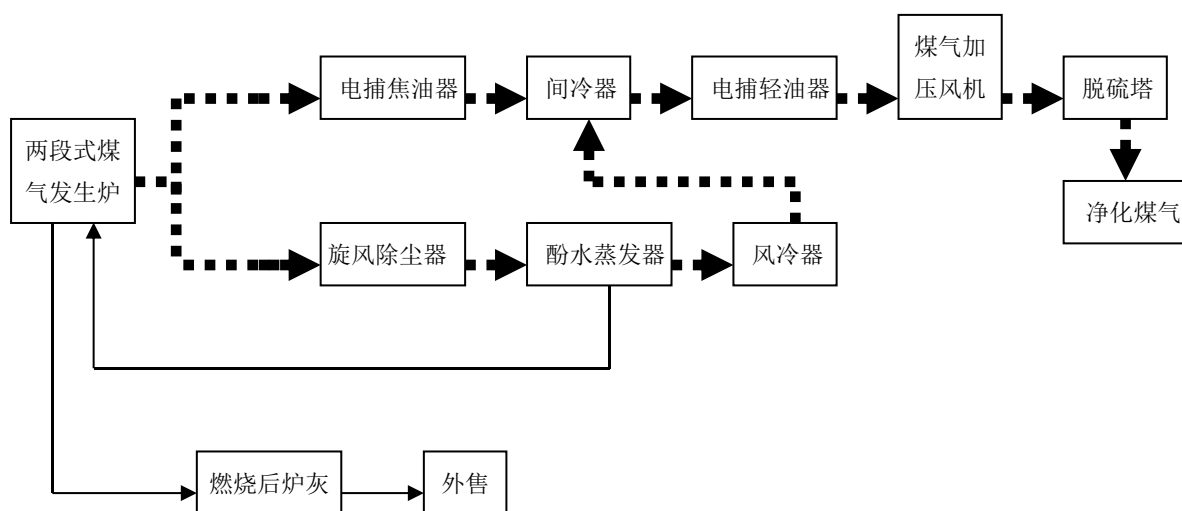 煤气加
压风机
电捕焦油器
间冷器
电捕轻油器
脱硫塔
两段式煤
气发生炉
净化煤气
旋风除尘器
酚水蒸发器
风冷器
燃烧后炉灰
外售